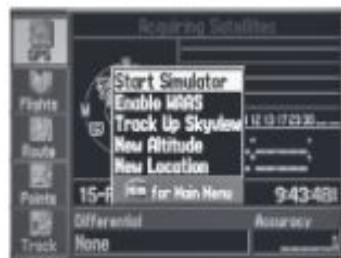 Acquiring Satellites
GPS
Flights
Route
Points
Track
Start Simulator
Enable WAAS
Track Up Skyview
New Altitude
New Location
for Main Menu
15-F
9:43:48
Differential
None
Accuracy